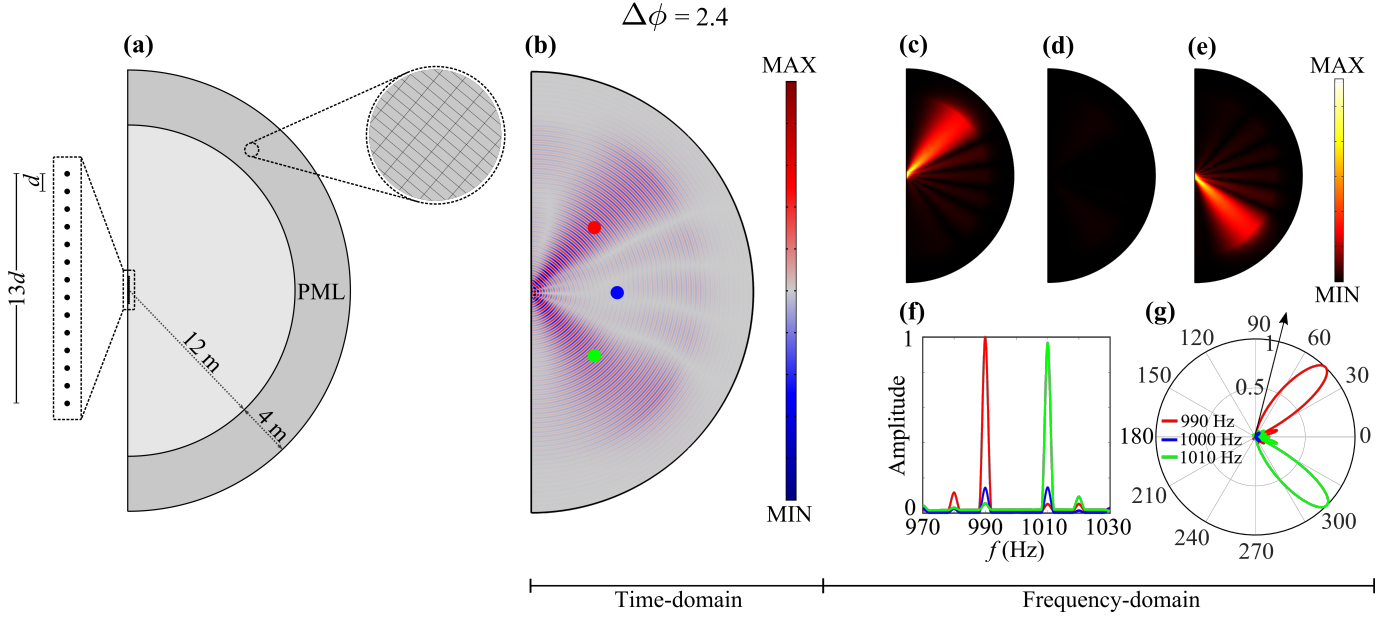 Δϕ = 2.4
(a)
d
13d
12 m
4 m
PML
(b)
MAX
MIN
(c)
(d)
(e)
MAX
MIN
(f)
1
0
Amplitude
970
990
1010
1030
f (Hz)
(g)
90
60
30
0
300
270
240
210
180
150
120
1
0.5
990 Hz
1000 Hz
1010 Hz
Time-domain
Frequency-domain